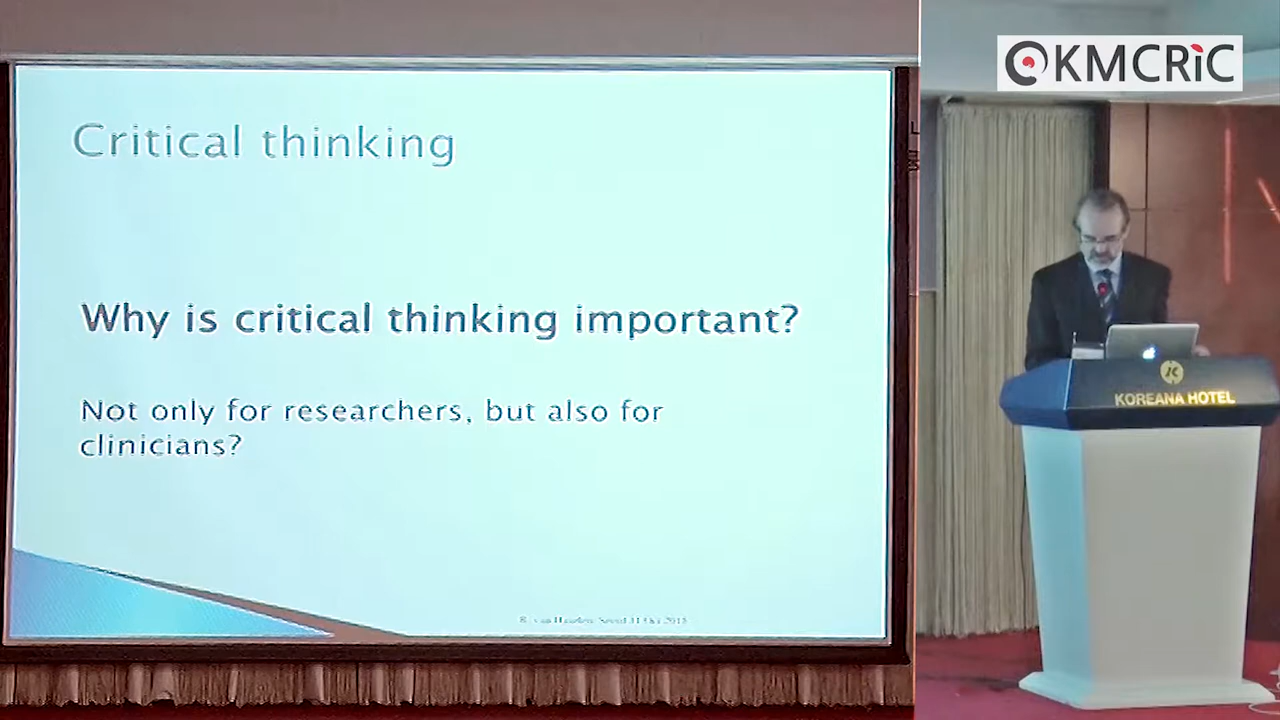 KMCRiC
Critical thinking
Why is critical thinking important?
Not only for researchers, but also for
clinicians?
KOREANA HOTEL